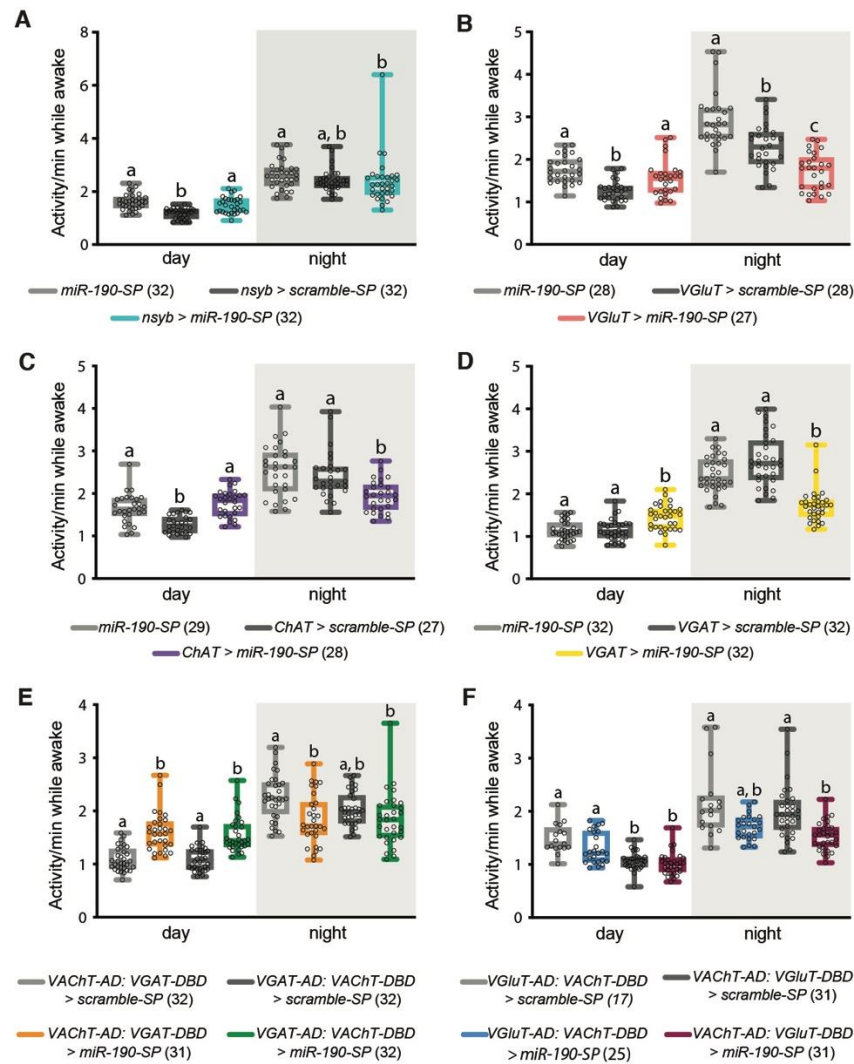 A
Activity/min while awake
8
6
4
2
0
a
b
a
a
a, b
b
day
night
miR-190-SP (32)
nsyb > scramble-SP (32)
nsyb > miR-190-SP (32)
B
Activity/min while awake
5
4
3
2
1
0
a
b
a
a
b
c
day
night
miR-190-SP (28)
VGluT > scramble-SP (28)
VGluT > miR-190-SP (27)
C
Activity/min while awake
5
4
3
2
1
0
a
b
a
a
a
b
day
night
miR-190-SP (29)
ChAT > scramble-SP (27)
ChAT > miR-190-SP (28)
D
Activity/min while awake
5
4
3
2
1
0
a
a
b
a
a
b
day
night
miR-190-SP (32)
VGAT > scramble-SP (32)
VGAT > miR-190-SP (32)
E
Activity/min while awake
4
3
2
1
0
a
b
a
b
a
b
a, b
b
day
night
VAChT-AD: VGAT-DBD
> scramble-SP (32)
VGAT-AD: VAChT-DBD
> scramble-SP (32)
VAChT-AD: VGAT-DBD
> miR-190-SP (31)
VGAT-AD: VAChT-DBD
> miR-190-SP (32)
F
Activity/min while awake
4
3
2
1
0
a
a
b
b
a
a, b
a
b
day
night
VGluT-AD: VAChT-DBD
> scramble-SP (17)
VAChT-AD: VGluT-DBD
> scramble-SP (31)
VGluT-AD: VAChT-DBD
> miR-190-SP (25)
VAChT-AD: VGluT-DBD
> miR-190-SP (31)